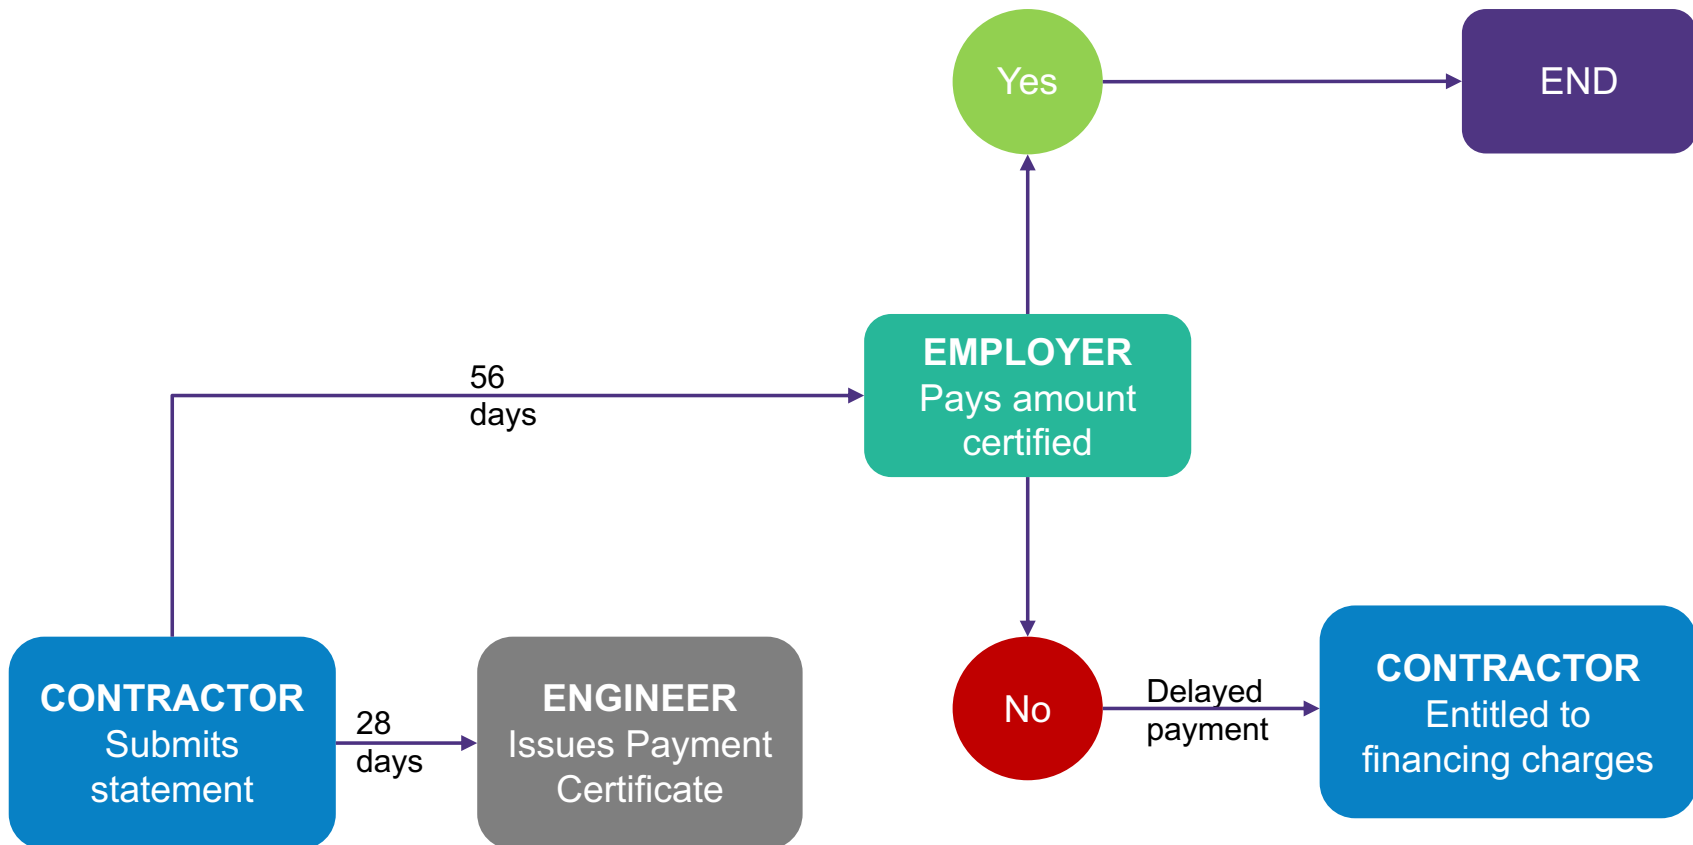 Yes
END
EMPLOYER
Pays amount
certified
56
days
CONTRACTOR
Submits
statement
28
days
ENGINEER
Issues Payment
Certificate
No
Delayed
payment
CONTRACTOR
Entitled to
financing charges